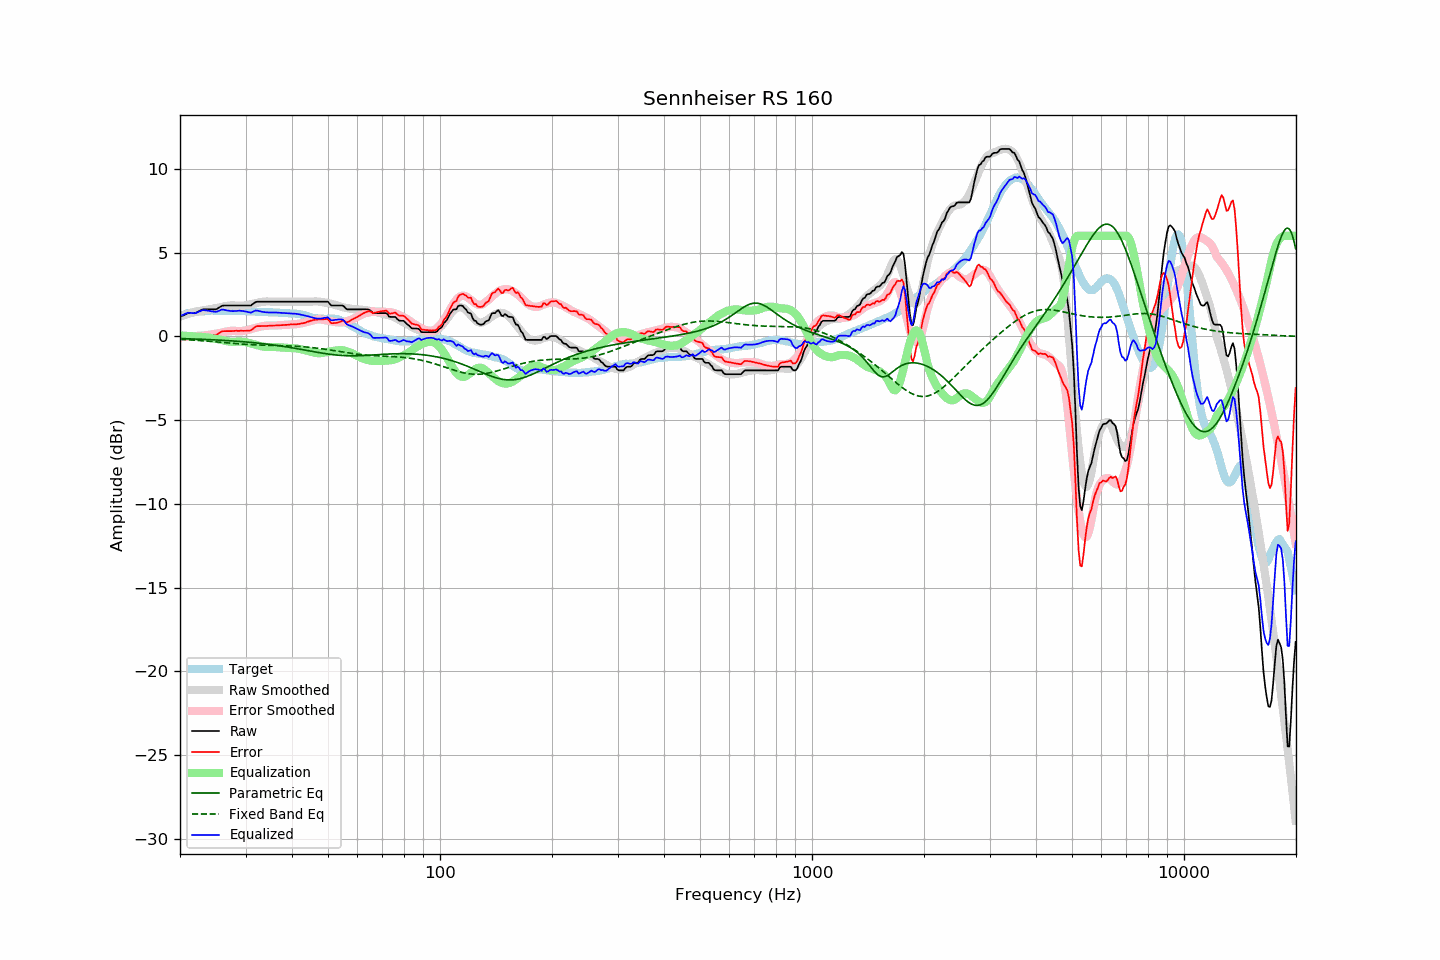 Sennheiser RS 160
10
5
0
−5
−10
−15
−20
−25
−30
Amplitude (dBr)
Target
Raw Smoothed
Error Smoothed
Raw
Error
Equalization
Parametric Eq
Fixed Band Eq
Equalized
100
1000
10000
Frequency (Hz)